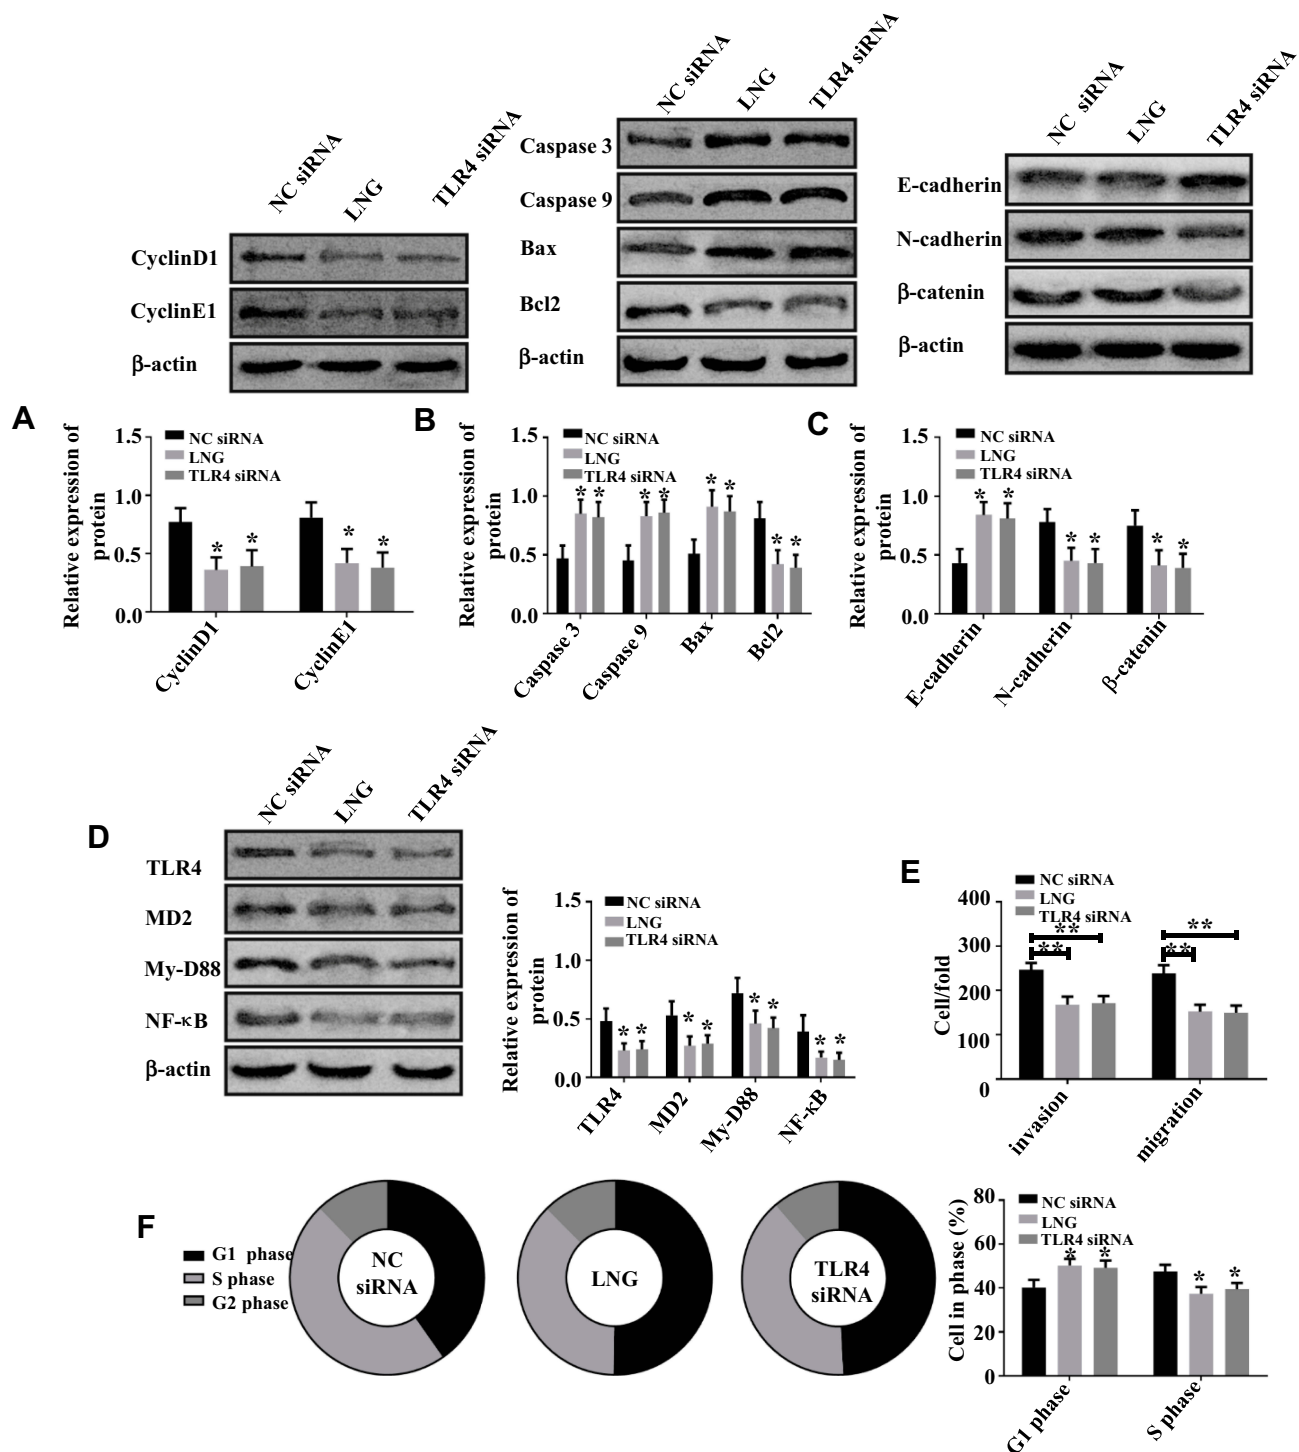 NC siRNA
LNG
TLR4 siRNA
CyclinD1
CyclinE1
β-actin
NC siRNA
LNG
TLR4 siRNA
Caspase 3
Caspase 9
Bax
Bcl2
β-actin
NC siRNA
LNG
TLR4 siRNA
E-cadherin
N-cadherin
β-catenin
β-actin
A
Relative expression of
protein
1.5
1.0
0.5
0.0
NC siRNA
LNG
TLR4 siRNA
* *
* *
CyclinD1
CyclinE1
B
Relative expression of
protein
1.5
1.0
0.5
0.0
NC siRNA
LNG
TLR4 siRNA
* *
* *
* *
* *
Caspase 3
Caspase 9
Bax
Bcl2
C
Relative expression of
protein
1.5
1.0
0.5
0.0
NC siRNA
LNG
TLR4 siRNA
* *
* *
* *
E-cadherin
N-cadherin
β-catenin
D
NC siRNA
LNG
TLR4 siRNA
TLR4
MD2
My-D88
NF-κB
β-actin
Relative expression of
protein
1.5
1.0
0.5
0.0
NC siRNA
LNG
TLR4 siRNA
* *
* *
* *
* *
TLR4
MD2
My-D88
NF-κB
E
Cell/fold
400
300
200
100
0
NC siRNA
LNG
TLR4 siRNA
**
**
**
**
invasion
migration
F
G1 phase
S phase
G2 phase
NC
siRNA
LNG
TLR4
siRNA
Cell in phase (%)
80
60
40
20
0
NC siRNA
LNG
TLR4 siRNA
* *
* *
G1 phase
S phase